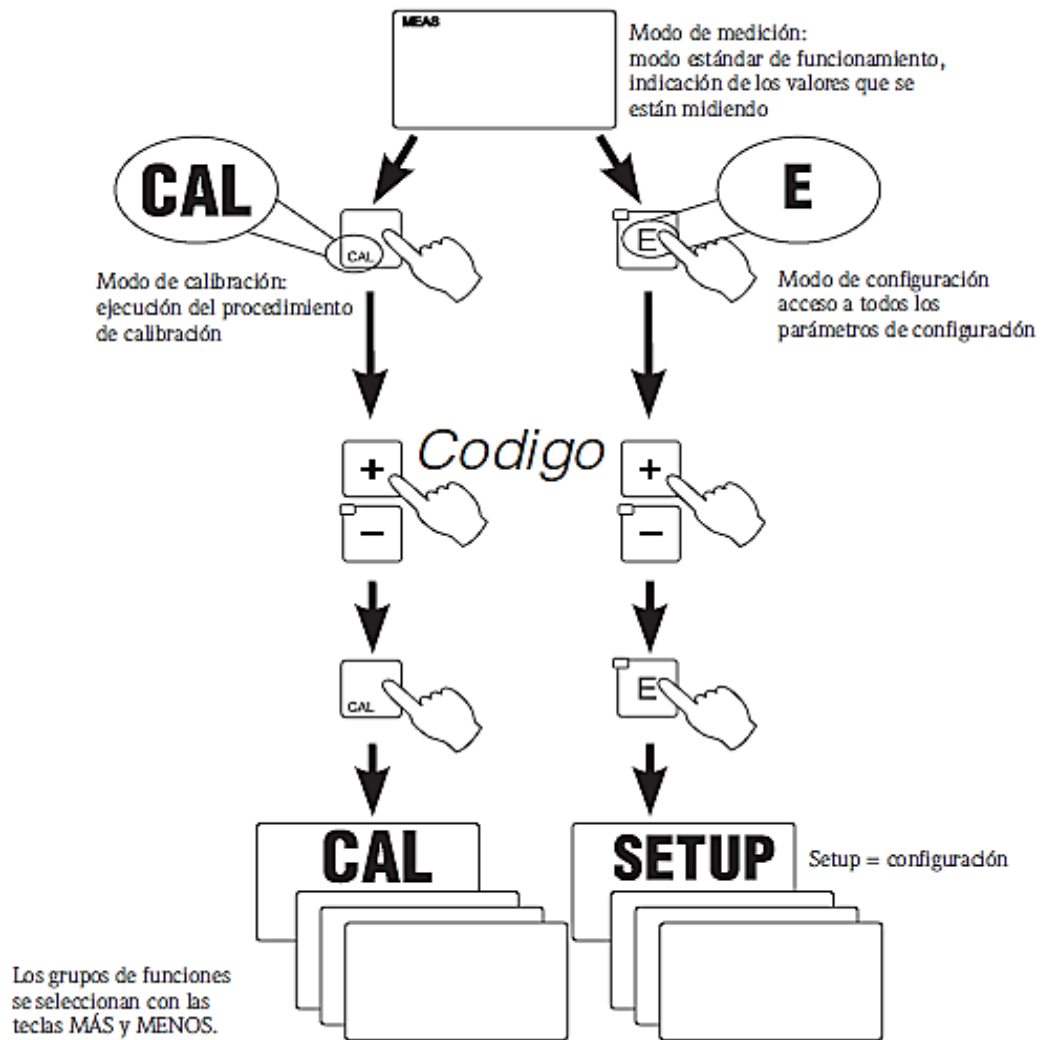 MEAS
Modo de medición:
modo estándar de funcionamiento,
indicación de los valores que se
están midiendo
CAL
E
CAL
E
Modo de calibración:
ejecución del procedimiento
de calibración
Modo de configuración
acceso a todos los
parámetros de configuración
+
Codigo
+
−
−
CAL
E
CAL
SETUP
Setup = configuración
Los grupos de funciones
se seleccionan con las
teclas MÁS y MENOS.